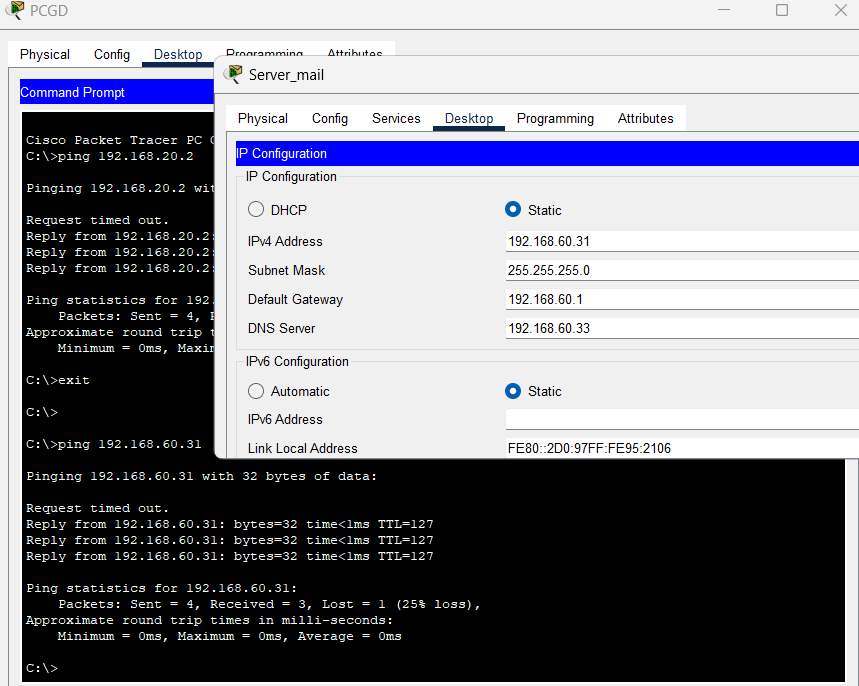 PCGD
Physical Config Desktop Programming Attributes
Command Prompt
Cisco Packet Tracer PC
C:\>ping 192.168.20.2
Pinging 192.168.20.2
Request timed out.
Reply from 192.168.20.2:
Reply from 192.168.20.2:
Reply from 192.168.20.2:
Ping statistics for 192.
Packets: Sent = 4,
Approximate round trip
Minimum = 0ms,
C:\>exit
C:\>
C:\>ping 192.168.60.31
Pinging 192.168.60.31 with 32 bytes of data:
Request timed out.
Reply from 192.168.60.31: bytes=32 time<1ms TTL=127
Reply from 192.168.60.31: bytes=32 time<1ms TTL=127
Reply from 192.168.60.31: bytes=32 time<1ms TTL=127
Ping statistics for 192.168.60.31:
Packets: Sent = 4, Received = 3, Lost = 1 (25% loss),
Approximate round trip times in milli-seconds:
Minimum = 0ms, Maximum = 0ms, Average = 0ms
C:\>
Server_mail
Physical Config Services Desktop Programming Attributes
IP Configuration
IP Configuration
DHCP Static
IPv4 Address 192.168.60.31
Subnet Mask 255.255.255.0
Default Gateway 192.168.60.1
DNS Server 192.168.60.33
IPv6 Configuration
Automatic Static
IPv6 Address
Link Local Address FE80::2D0:97FF:FE95:2106